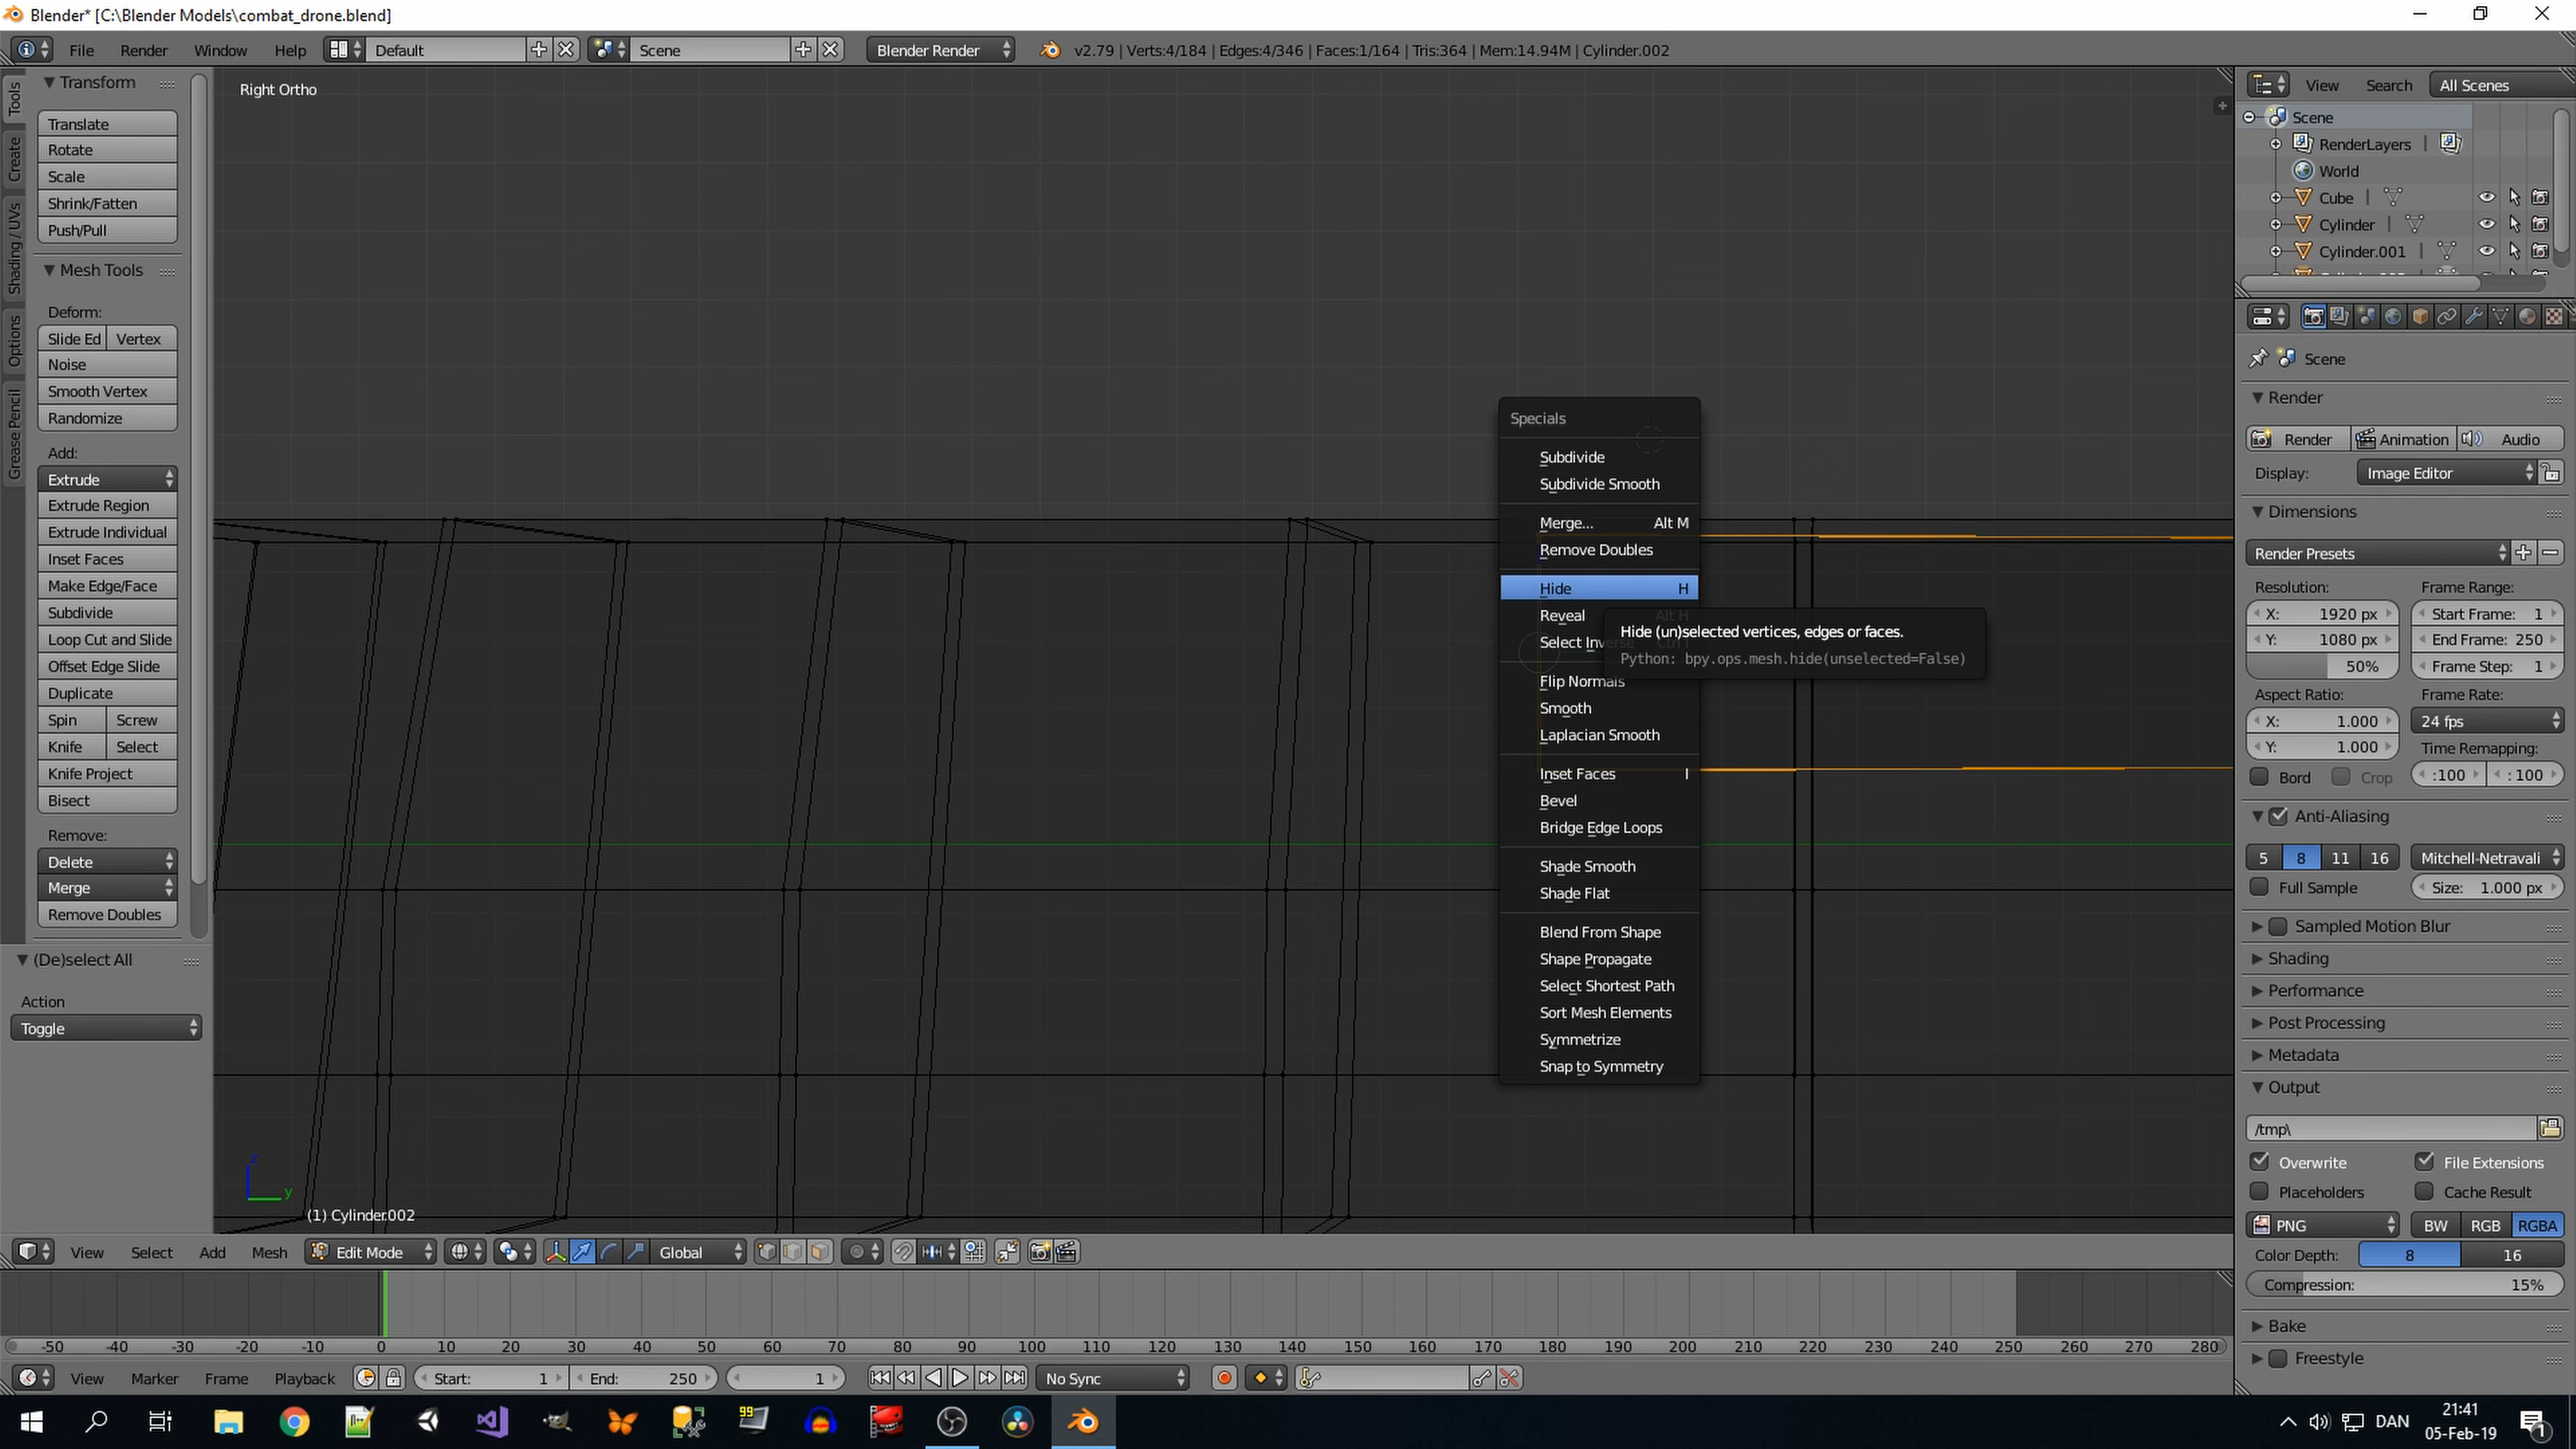 Blender* [C:\Blender Models\combat_drone.blend]
File Render Window Help Default Scene Blender Render v2.79 | Verts:4/184 | Edges:4/346 | Faces:1/164 | Tris:364 | Mem:14.94M | Cylinder.002
Tools
Create
Shading / UVs
Options
Grease Pencil
Transform
Translate
Rotate
Scale
Shrink/Fatten
Push/Pull
Mesh Tools
Deform:
Slide Ed Vertex
Noise
Smooth Vertex
Randomize
Add:
Extrude
Extrude Region
Extrude Individual
Inset Faces
Make Edge/Face
Subdivide
Loop Cut and Slide
Offset Edge Slide
Duplicate
Spin Screw
Knife Select
Knife Project
Bisect
Remove:
Delete
Merge
Remove Doubles
(De)select All
Action
Toggle
Right Ortho
Specials
Subdivide
Subdivide Smooth
Merge... Alt M
Remove Doubles
Hide H
Reveal Alt H
Select Inverse Ctrl I
Hide (un)selected vertices, edges or faces.
Python: bpy.ops.mesh.hide(unselected=False)
Flip Normals
Smooth
Laplacian Smooth
Inset Faces I
Bevel
Bridge Edge Loops
Shade Smooth
Shade Flat
Blend From Shape
Shape Propagate
Select Shortest Path
Sort Mesh Elements
Symmetrize
Snap to Symmetry
z
y
(1) Cylinder.002
View Select Add Mesh Edit Mode Global
-50 -40 -30 -20 -10 0 10 20 30 40 50 60 70 80 90 100 110 120 130 140 150 160 170 180 190 200 210 220 230 240 250 260 270 280
View Marker Frame Playback Start: 1 End: 250 1 No Sync
View Search All Scenes
Scene
RenderLayers |
World
Cube |
Cylinder |
Cylinder.001 |
Scene
Render
Render Animation Audio
Display: Image Editor
Dimensions
Render Presets
Resolution: Frame Range:
X: 1920 px Start Frame: 1
Y: 1080 px End Frame: 250
50% Frame Step: 1
Aspect Ratio: Frame Rate:
X: 1.000 24 fps
Y: 1.000 Time Remapping:
Bord Crop :100 : 100
Anti-Aliasing
5 8 11 16 Mitchell-Netravali
Full Sample Size: 1.000 px
Sampled Motion Blur
Shading
Performance
Post Processing
Metadata
Output
/tmp\
Overwrite File Extensions
Placeholders Cache Result
PNG BW RGB RGBA
Color Depth: 8 16
Compression: 15%
Bake
Freestyle
99
DAN
21:41
05-Feb-19
1